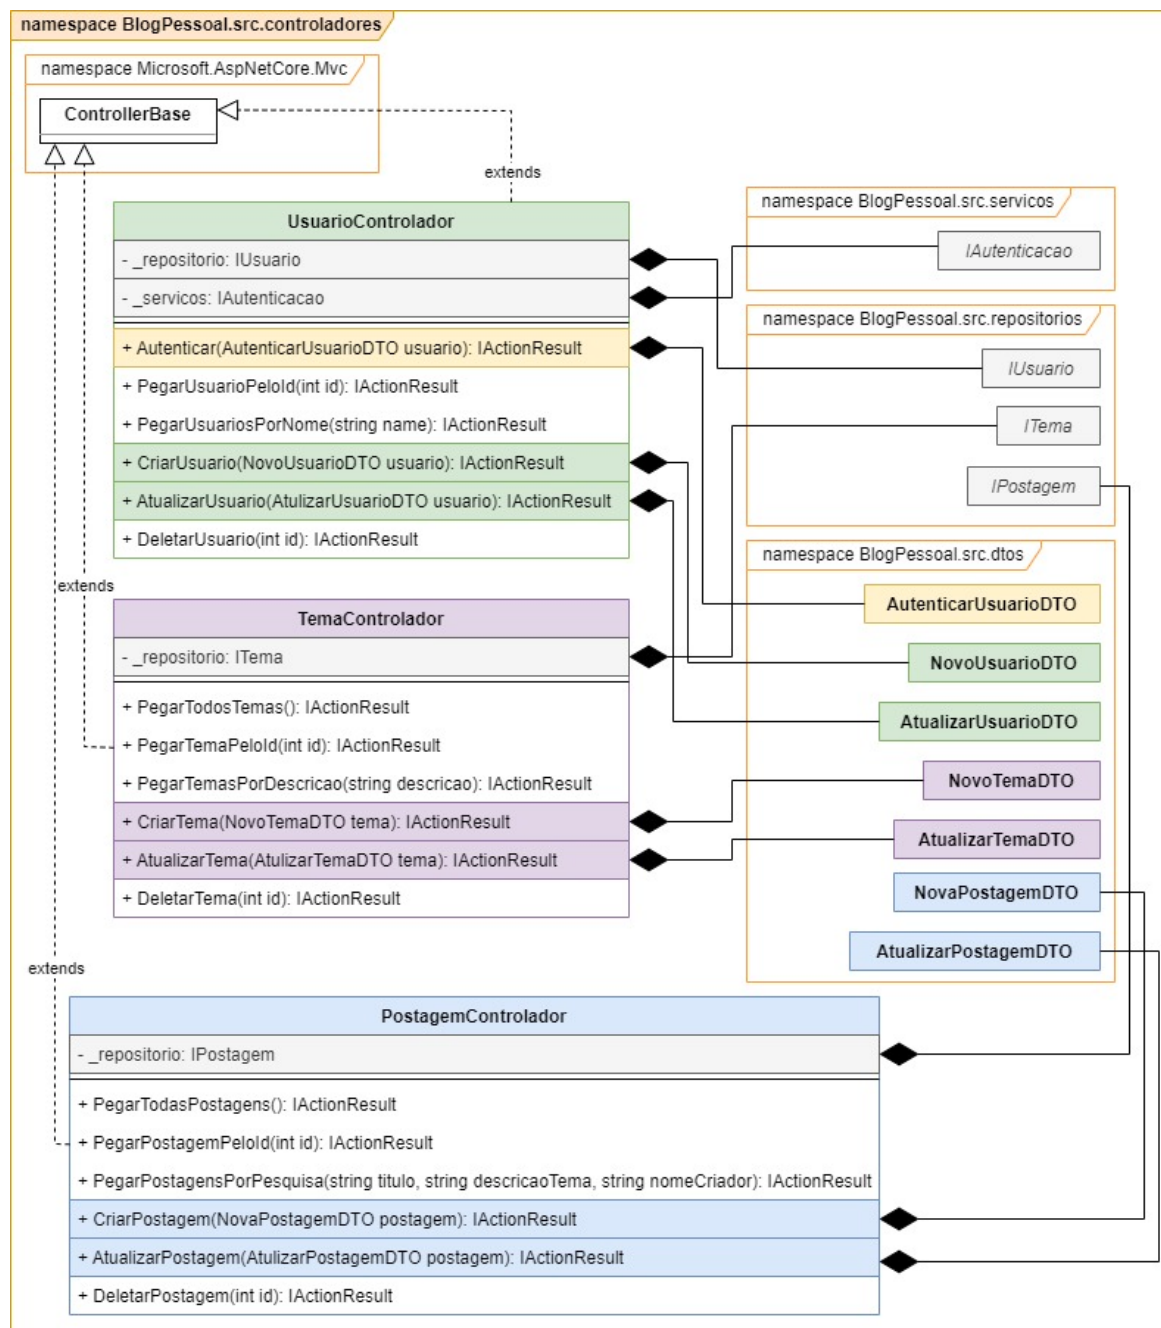 namespace BlogPessoal.src.controladores
namespace Microsoft.AspNetCore.Mvc
ControllerBase
extends
UsuarioControlador
- _repositorio: IUsuario
- _servicos: IAutenticacao
+ Autenticar(AutenticarUsuarioDTO usuario): IActionResult
+ PegarUsuarioPeloId(int id): IActionResult
+ PegarUsuariosPorNome(string name): IActionResult
+ CriarUsuario(NovoUsuarioDTO usuario): IActionResult
+ AtualizarUsuario(AtulizarUsuarioDTO usuario): IActionResult
+ DeletarUsuario(int id): IActionResult
namespace BlogPessoal.src.servicos
IAutenticacao
namespace BlogPessoal.src.repositorios
IUsuario
ITema
IPostagem
extends
TemaControlador
- _repositorio: ITema
+ PegarTodosTemas(): IActionResult
+ PegarTemaPeloId(int id): IActionResult
+ PegarTemasPorDescricao(string descricao): IActionResult
+ CriarTema(NovoTemaDTO tema): IActionResult
+ AtualizarTema(AtulizarTemaDTO tema): IActionResult
+ DeletarTema(int id): IActionResult
namespace BlogPessoal.src.dtos
AutenticarUsuarioDTO
NovoUsuarioDTO
AtualizarUsuarioDTO
NovoTemaDTO
AtualizarTemaDTO
NovaPostagemDTO
AtualizarPostagemDTO
extends
PostagemControlador
- _repositorio: IPostagem
+ PegarTodasPostagens(): IActionResult
+ PegarPostagemPeloId(int id): IActionResult
+ PegarPostagensPorPesquisa(string titulo, string descricaoTema, string nomeCriador): IActionResult
+ CriarPostagem(NovaPostagemDTO postagem): IActionResult
+ AtualizarPostagem(AtulizarPostagemDTO postagem): IActionResult
+ DeletarPostagem(int id): IActionResult